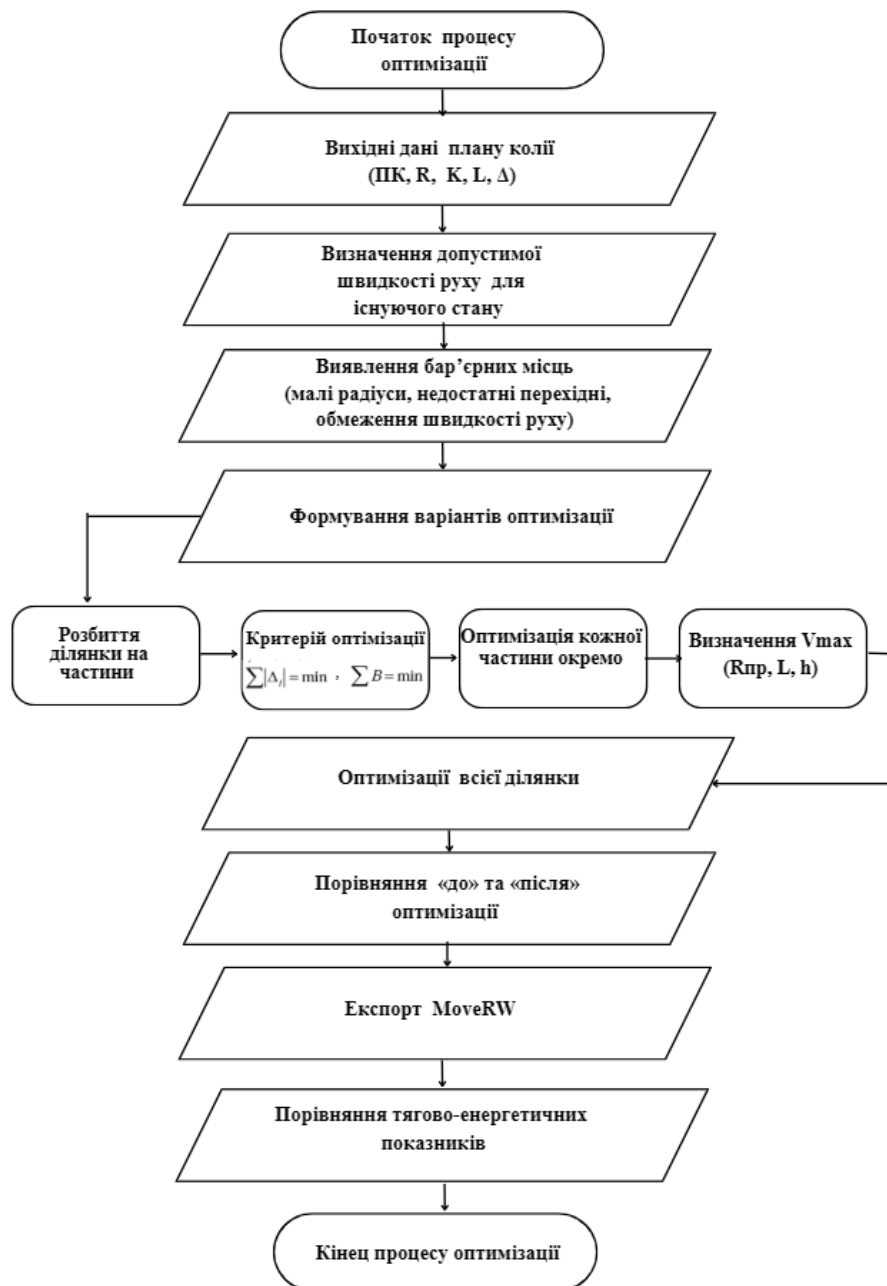 Початок процесу
оптимізації
Вихідні дані плану колії
(ПК, R, K, L, Δ)
Визначення допустимої
швидкості руху для
існуючого стану
Виявлення бар’єрних місць
(малі радіуси, недостатні перехідні,
обмеження швидкості руху)
Формування варіантів оптимізації
Розбиття
ділянки на
частини
Критерій оптімізації
∑|Δᵢ| = min , ∑ B = min
Оптимізація кожної
частини окремо
Визначення Vmax
(Rпр, L, h)
Оптимізації всієї ділянки
Порівняння «до» та «після»
оптимізації
Експорт MoveRW
Порівняння тягово-енергетичних
показників
Кінец процесу оптимізації